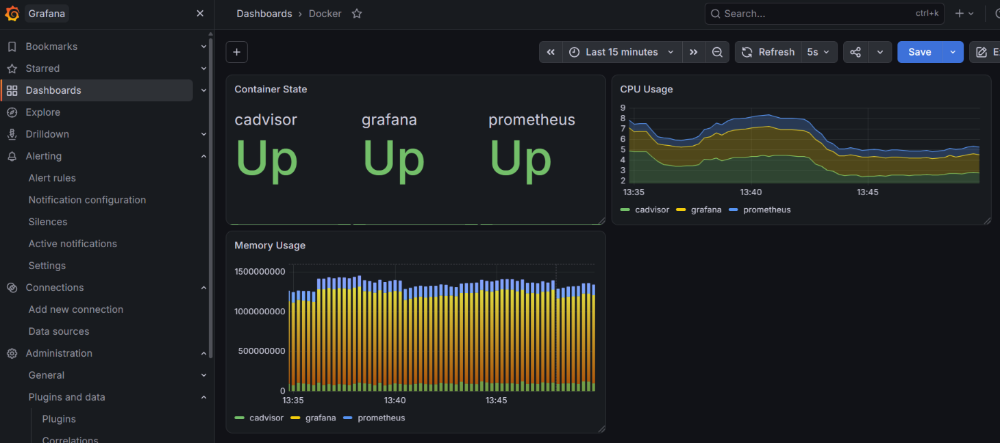 Grafana
Dashboards › Docker
Search...
ctrl+k
Bookmarks
Starred
Dashboards
Explore
Drilldown
Alerting
Alert rules
Notification configuration
Silences
Active notifications
Settings
Connections
Add new connection
Data sources
Administration
General
Plugins and data
Plugins
Correlations
Last 15 minutes
Refresh
5s
Save
Container State
cadvisor
Up
grafana
Up
prometheus
Up
CPU Usage
9
8
7
6
5
4
3
2
13:35
13:40
13:45
cadvisor
grafana
prometheus
Memory Usage
1500000000
1000000000
500000000
0
13:35
13:40
13:45
cadvisor
grafana
prometheus